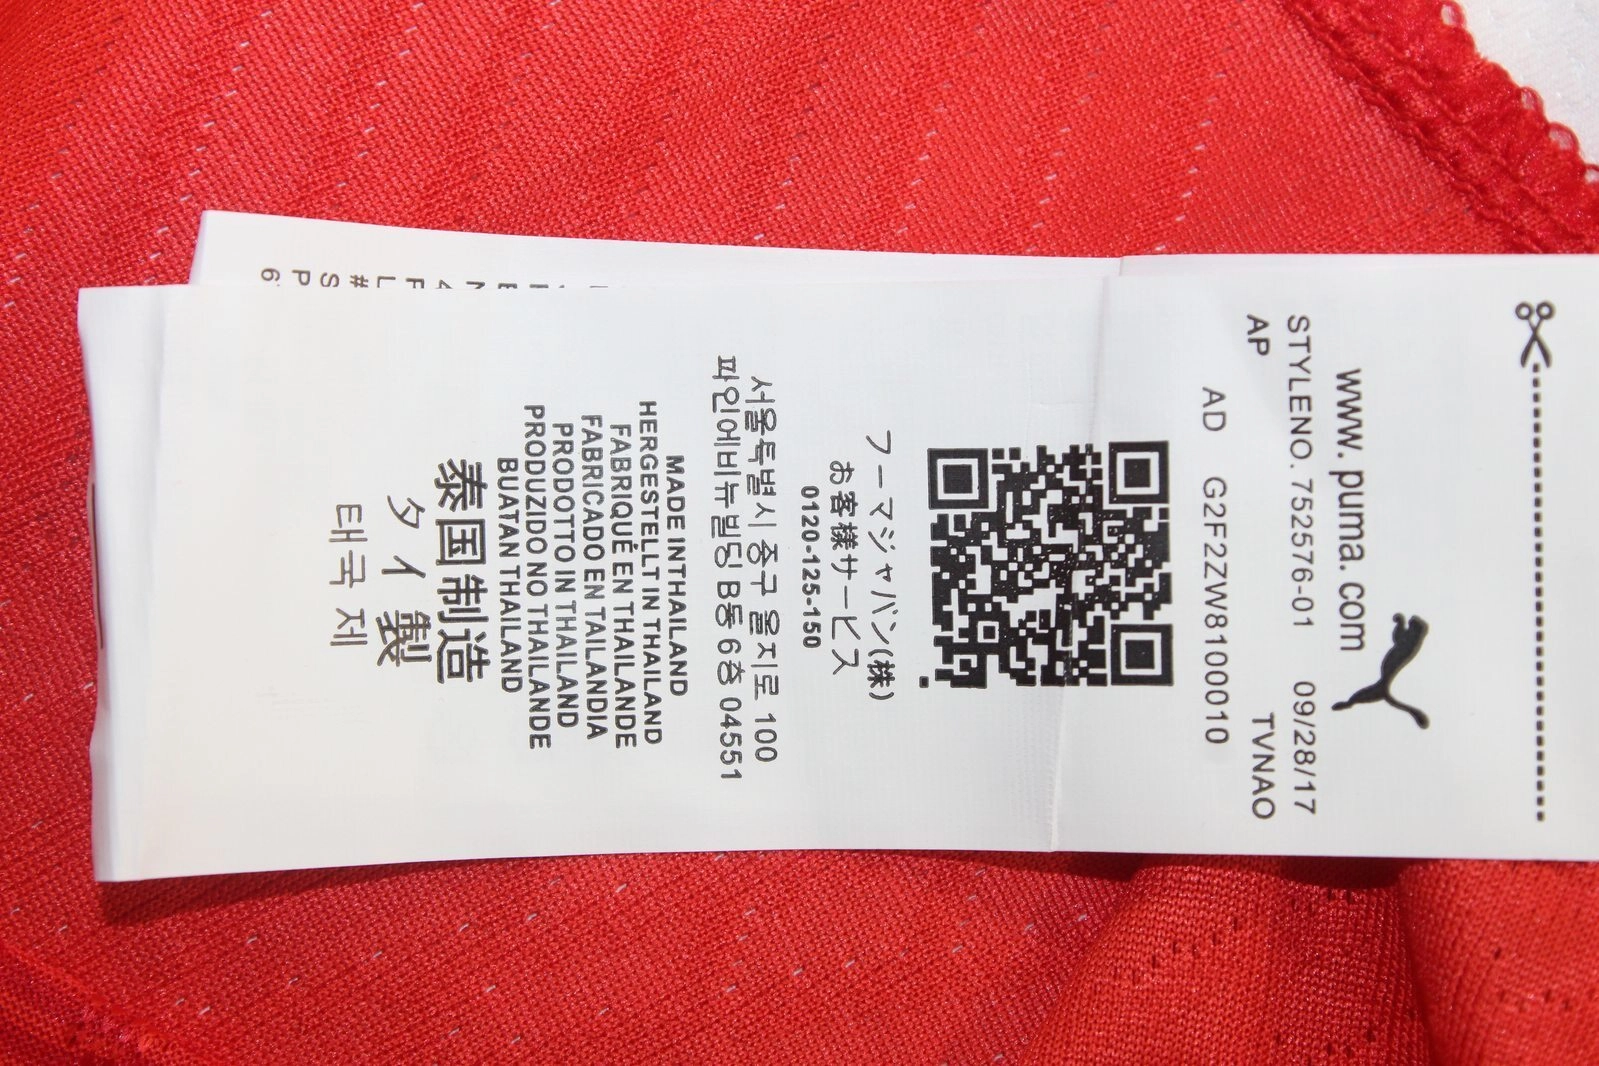 www.puma.com
STYLENO. 752576-01 09/28/17
AP TVNAO
AD G2F2ZW8100010
プーマジャパン(株)
お客様サービス
0120-125-150
서울특별시 중구 을지로 100
파인에비뉴빌딩 B동 6층 04551
MADE IN THAILAND
HERGESTELLT IN THAILAND
FABRIQUÉ EN THAILANDE
FABRICADO EN TAILANDIA
PRODOTTO IN THAILAND
PRODUZIDO NO THAILANDE
BUATAN THAILAND
泰国制造
タイ製
태국 제